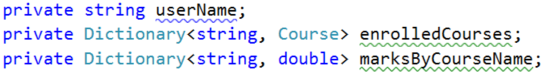 private string userName;
private Dictionary<string, Course> enrolledCourses;
private Dictionary<string, double> marksByCourseName;